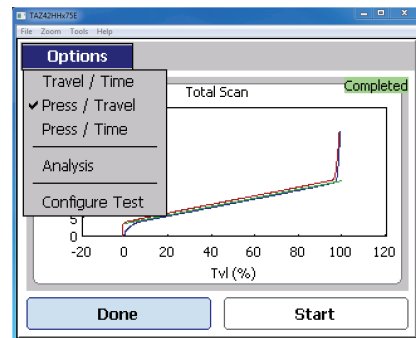 TAZ42HHx75E
File Zoom Tools Help
Options
Travel / Time
✔ Press / Travel
Press / Time
Analysis
Configure Test
Total Scan
Completed
5
0
-20 0 20 40 60 80 100 120
Tvl (%)
Done Start